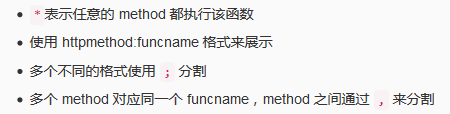 * 表示任意的 method 都执行该函数
使用 httpmethod:funcname 格式来展示
多个不同的格式使用 ; 分割
多个 method 对应同一个 funcname，method 之间通过 , 来分割